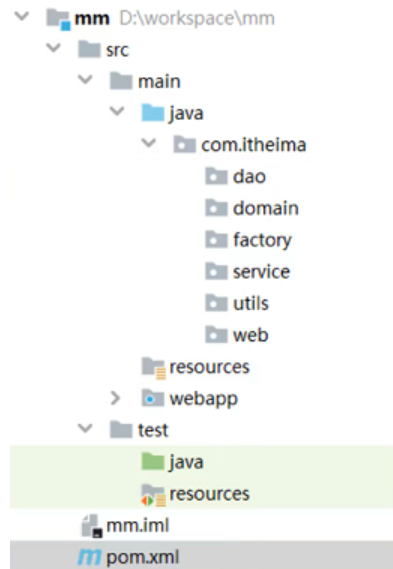 mm D:\workspace\mm
src
main
java
com.itheima
dao
domain
factory
service
utils
web
resources
webapp
test
java
resources
mm.iml
pom.xml